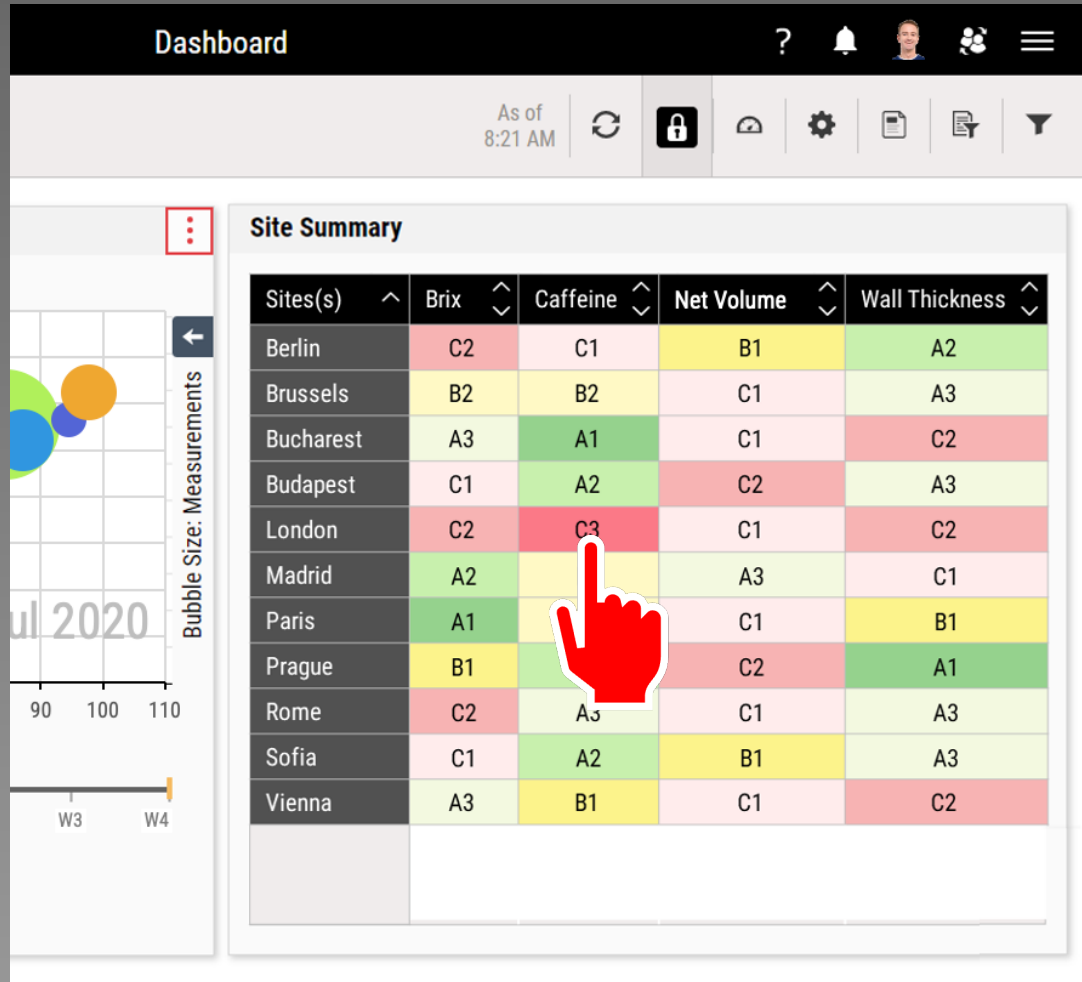 Dashboard
?
As of
8:21 AM
Site Summary
Sites(s) Brix Caffeine Net Volume Wall Thickness
Berlin C2 C1 B1 A2
Brussels B2 B2 C1 A3
Bucharest A3 A1 C1 C2
Budapest C1 A2 C2 A3
London C2 C3 C1 C2
Madrid A2 A3 C1
Paris A1 C1 B1
Prague B1 C2 A1
Rome C2 A3 C1 A3
Sofia C1 A2 B1 A3
Vienna A3 B1 C1 C2
Bubble Size: Measurements
ul 2020
90 100 110
W3 W4